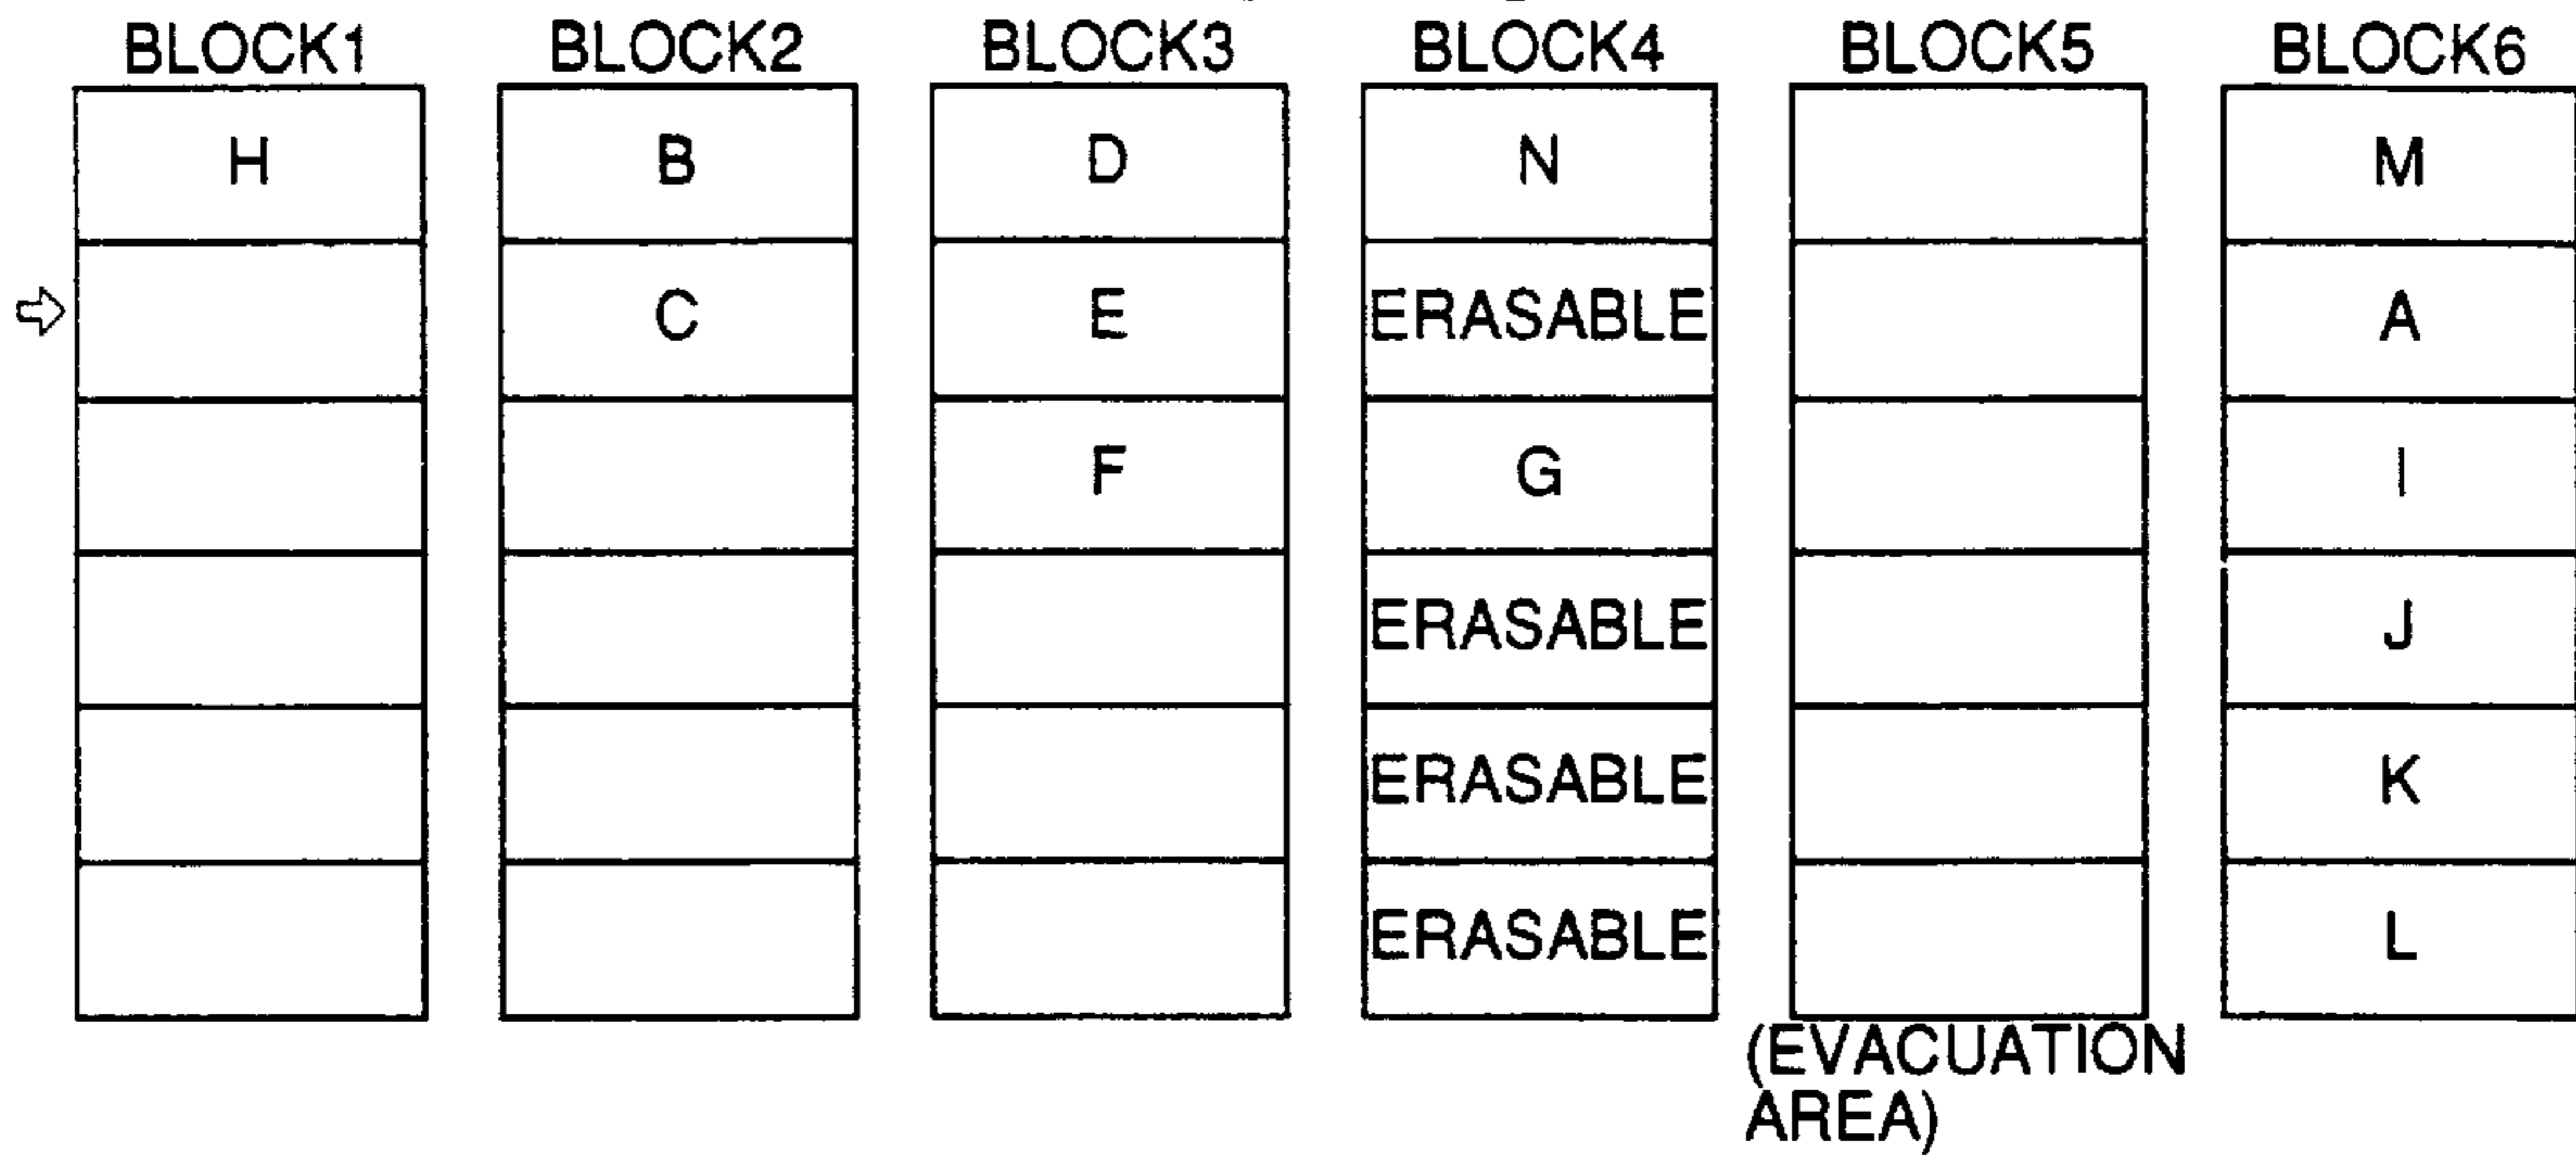 BLOCK1 BLOCK2 BLOCK3 BLOCK4 BLOCK5 BLOCK6
H B D N M
C E ERASABLE A
F G I
ERASABLE J
ERASABLE K
ERASABLE L
(EVACUATION
AREA)